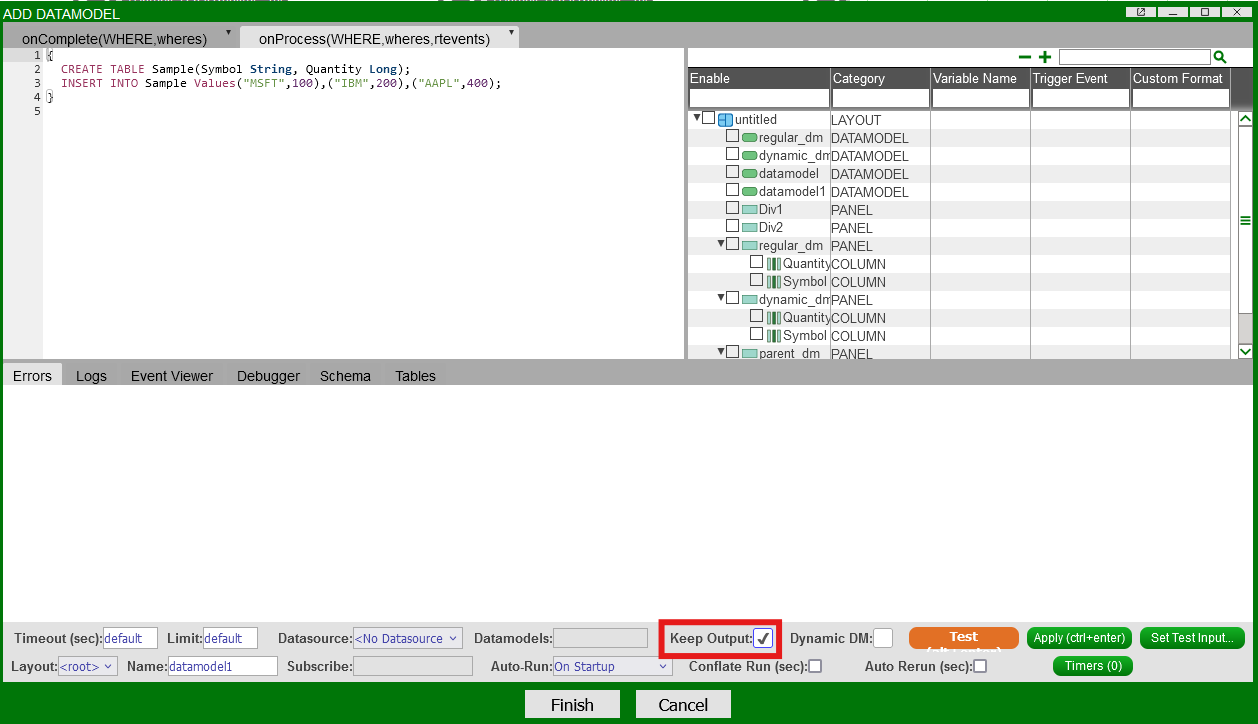 ADD DATAMODEL
onComplete(WHERE,wheres) onProcess(WHERE,wheres,rtevents)
1 {
2 CREATE TABLE Sample(Symbol String, Quantity Long);
3 INSERT INTO Sample Values("MSFT",100),("IBM",200),("AAPL",400);
4 }
5
Enable Category Variable Name Trigger Event Custom Format
untitled LAYOUT
regular_dm DATAMODEL
dynamic_dm DATAMODEL
datamodel DATAMODEL
datamodel1 DATAMODEL
Div1 PANEL
Div2 PANEL
regular_dm PANEL
Quantity COLUMN
Symbol COLUMN
dynamic_dm PANEL
Quantity COLUMN
Symbol COLUMN
parent_dm PANEL
Errors Logs Event Viewer Debugger Schema Tables
Timeout (sec): default Limit: default Datasource: <No Datasource Datamodels: Keep Output: Dynamic DM: Test Apply (ctrl+enter) Set Test Input...
Layout: <root> Name: datamodel1 Subscribe: Auto-Run: On Startup Conflate Run (sec): Auto Rerun (sec): Timers (0)
Finish Cancel